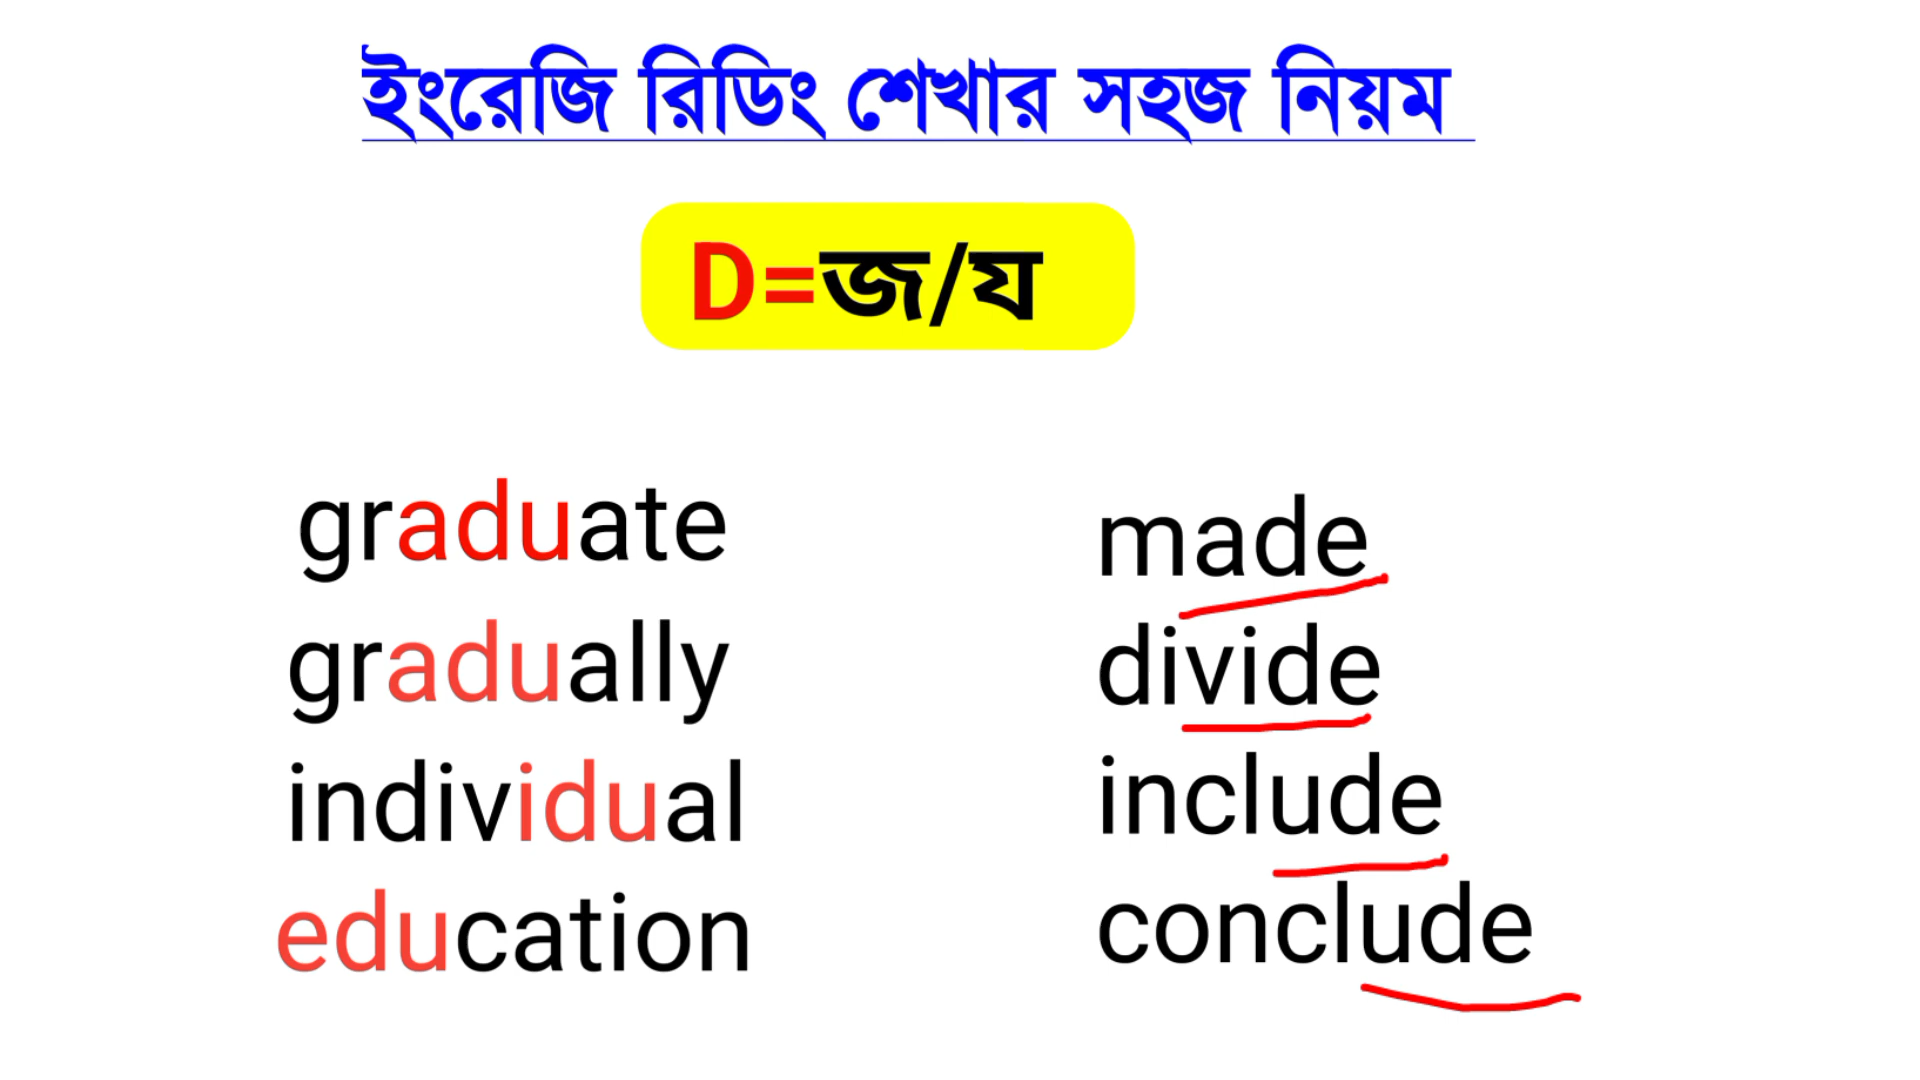 ইংরেজি রিডিং শেখার সহজ নিয়ম
D=জ/য
graduate
gradually
individual
education
made
divide
include
conclude